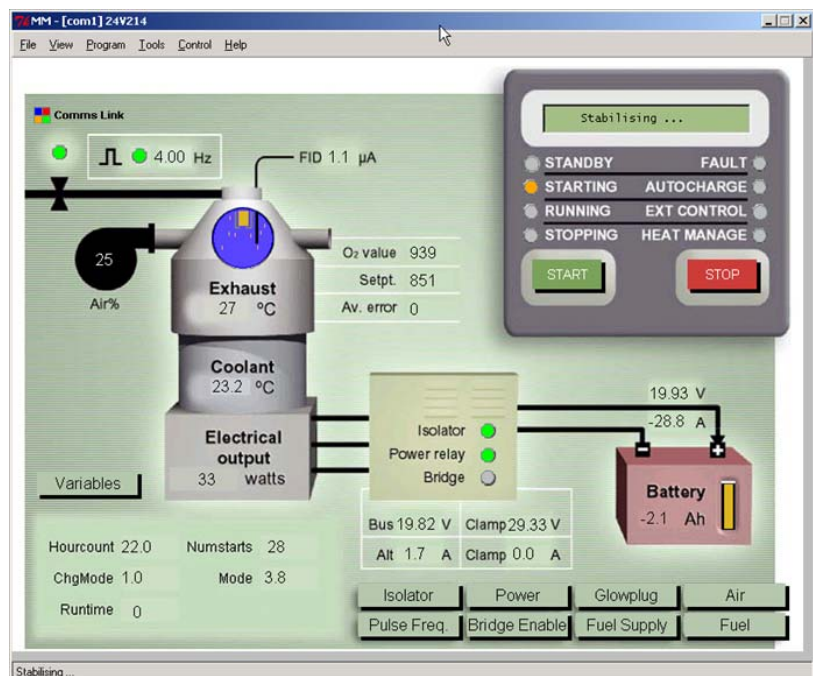 MM - [com1] 24V214
File View Program Tools Control Help
Comms Link
4.00 Hz
FID 1.1 µA
Stabilising ...
STANDBY FAULT
STARTING AUTOCHARGE
RUNNING EXT CONTROL
STOPPING HEAT MANAGE
START STOP
25
Air%
O₂ value 939
Setpt. 851
Av. error 0
Exhaust
27 °C
Coolant
23.2 °C
Electrical
output
33 watts
Isolator
Power relay
Bridge
19.93 V
-28.8 A
Battery
-2.1 Ah
Variables
Bus 19.82 V Clamp 29.33 V
Alt 1.7 A Clamp 0.0 A
Hourcount 22.0 Numstarts 28
ChgMode 1.0 Mode 3.8
Runtime 0
Isolator Power Glowplug Air
Pulse Freq. Bridge Enable Fuel Supply Fuel
Stabilising ...